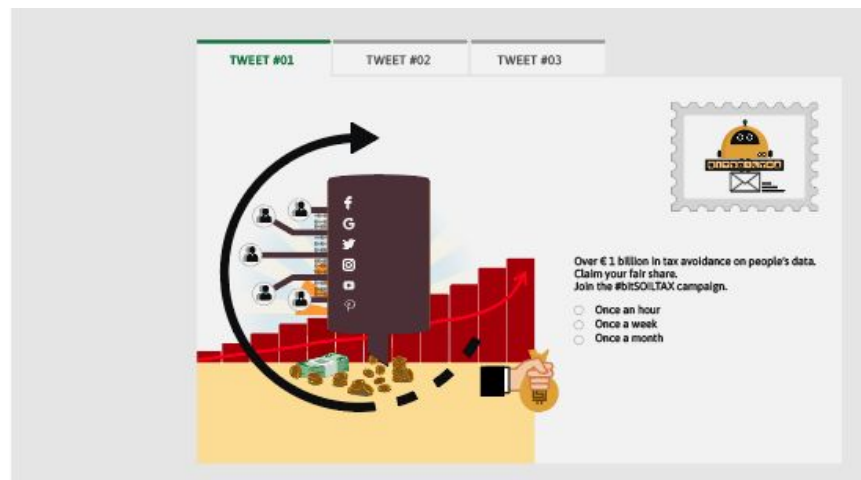 TWEET #01
TWEET #02
TWEET #03
f
G
Over € 1 billion in tax avoidance on people's data.
Claim your fair share.
Join the #bitSOILTAX campaign.
Once an hour
Once a week
Once a month